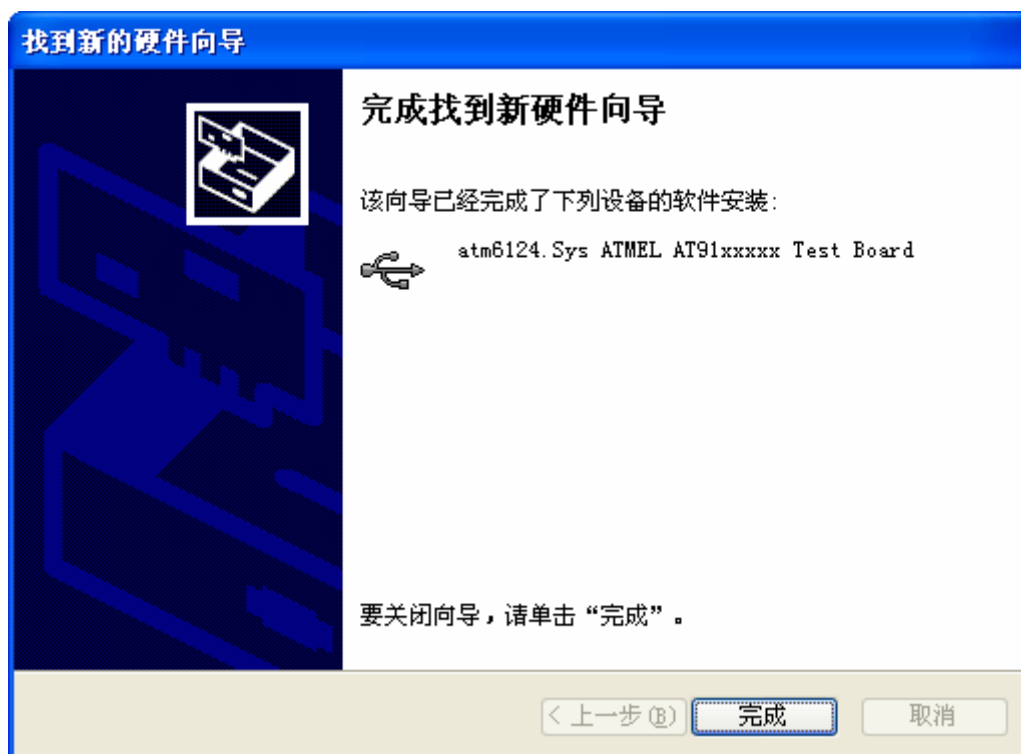 找到新的硬件向导
完成找到新硬件向导
该向导已经完成了下列设备的软件安装:
atm6124.Sys ATMEL AT91xxxxx Test Board
要关闭向导，请单击“完成”。
< 上一步(B)
完成
取消